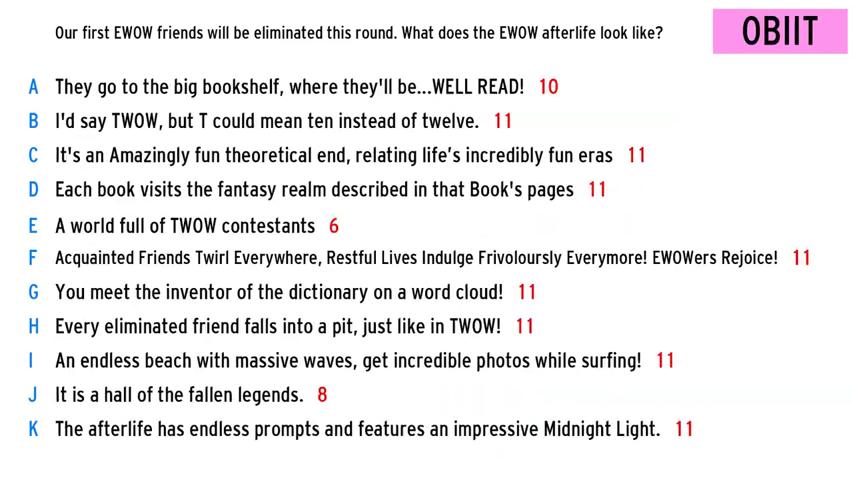 Our first EWOW friends will be eliminated this round. What does the EWOW afterlife look like?
OBIIT
A They go to the big bookshelf, where they'll be...WELL READ! 10
B I'd say TWOW, but T could mean ten instead of twelve. 11
C It's an Amazingly fun theoretical end, relating life’s incredibly fun eras 11
D Each book visits the fantasy realm described in that Book's pages 11
E A world full of TWOW contestants 6
F Acquainted Friends Twirl Everywhere, Restful Lives Indulge Frivoloursly Everymore! EWOWers Rejoice! 11
G You meet the inventor of the dictionary on a word cloud! 11
H Every eliminated friend falls into a pit, just like in TWOW! 11
I An endless beach with massive waves, get incredible photos while surfing! 11
J It is a hall of the fallen legends. 8
K The afterlife has endless prompts and features an impressive Midnight Light. 11